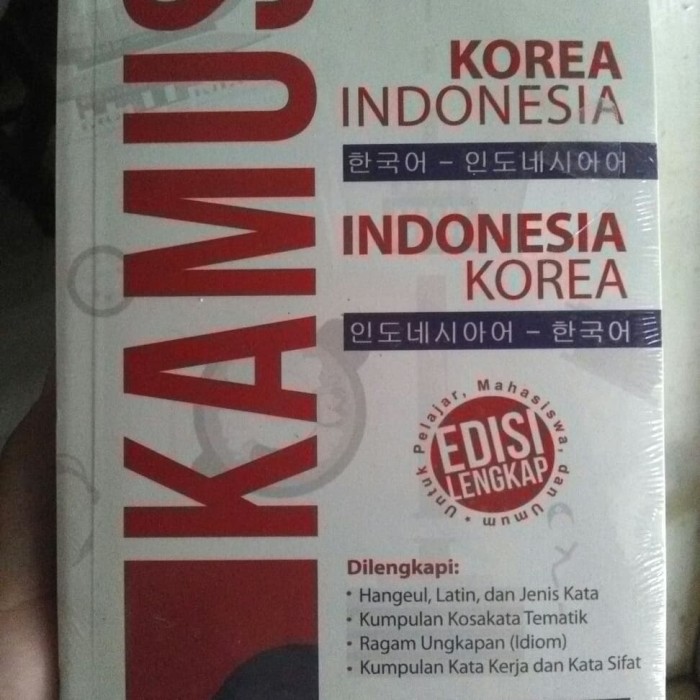 KAMUS
KOREA
INDONESIA
한국어 – 인도네시아어
INDONESIA
KOREA
인도네시아어 – 한국어
Untuk Pelajar, Mahasiswa, dan Umum •
EDISI
LENGKAP
Dilengkapi:
• Hangeul, Latin, dan Jenis Kata
• Kumpulan Kosakata Tematik
• Ragam Ungkapan (Idiom)
• Kumpulan Kata Kerja dan Kata Sifat